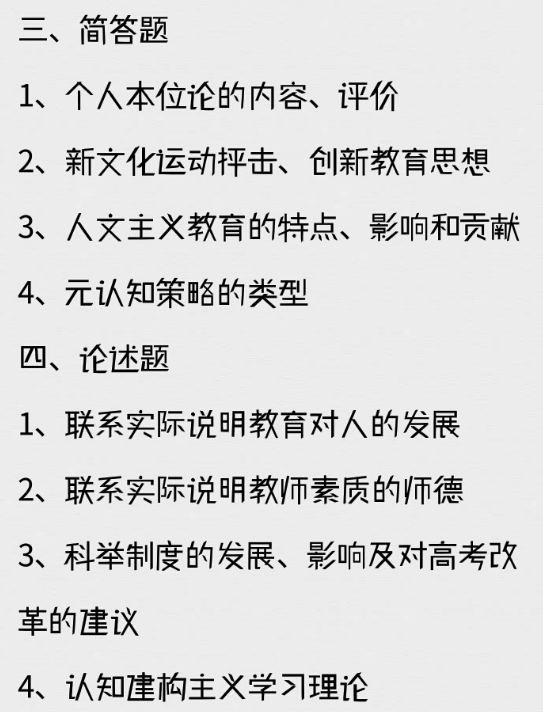 三、简答题
1、个人本位论的内容、评价
2、新文化运动抨击、创新教育思想
3、人文主义教育的特点、影响和贡献
4、元认知策略的类型
四、论述题
1、联系实际说明教育对人的发展
2、联系实际说明教师素质的师德
3、科举制度的发展、影响及对高考改
革的建议
4、认知建构主义学习理论